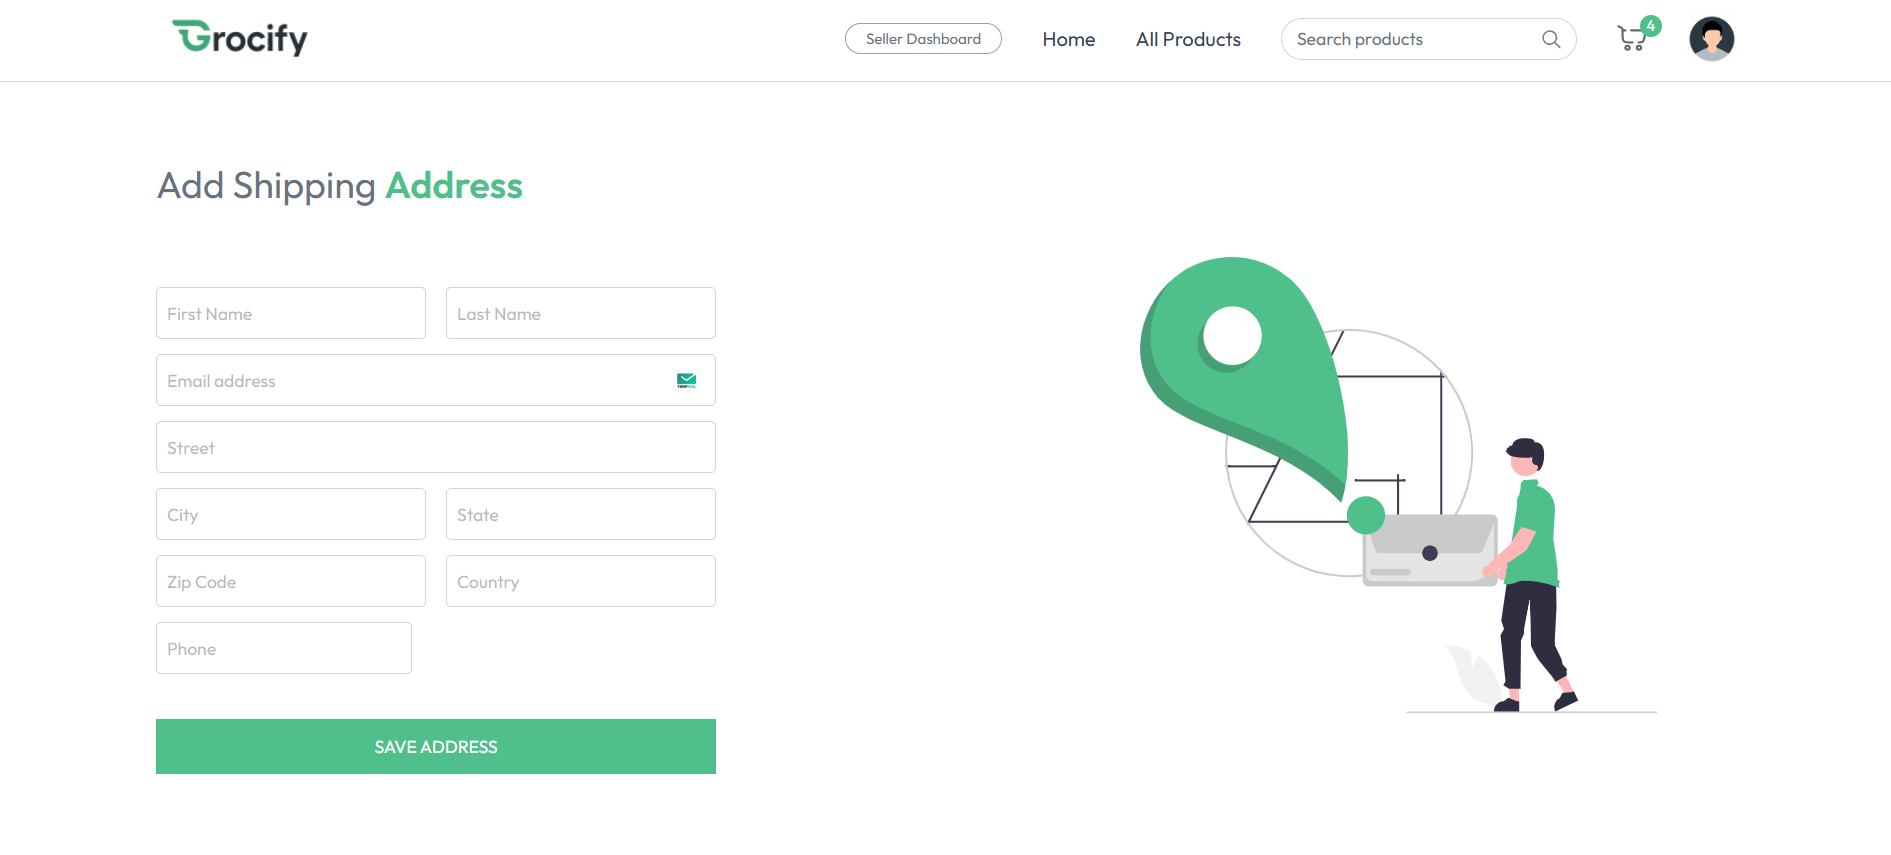 Grocify
Seller Dashboard
Home
All Products
Search products
4
Add Shipping Address
First Name
Last Name
Email address
Street
City
State
Zip Code
Country
Phone
SAVE ADDRESS